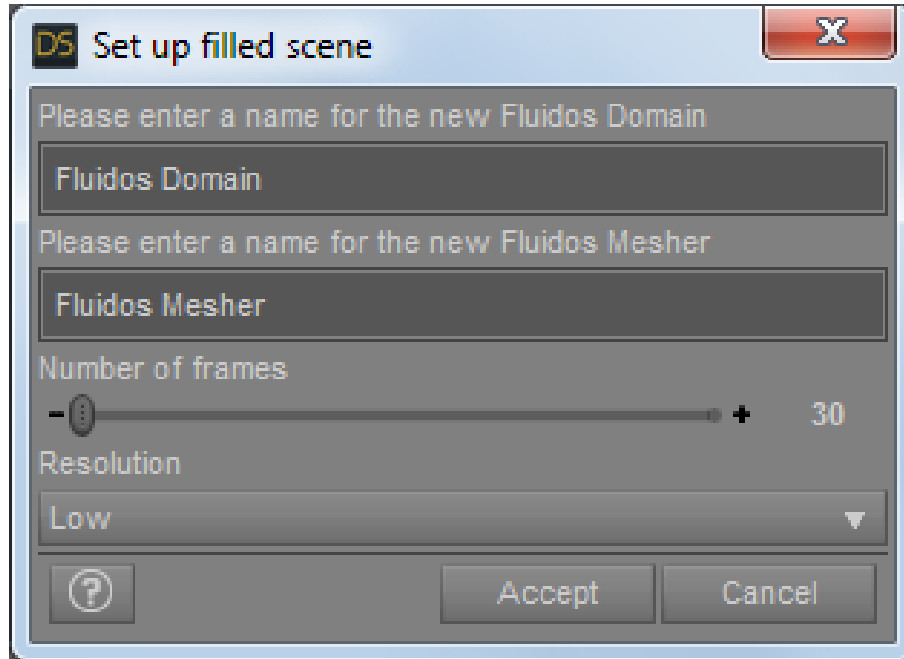 DS Set up filled scene
Please enter a name for the new Fluidos Domain
Fluidos Domain
Please enter a name for the new Fluidos Mesher
Fluidos Mesher
Number of frames
- + 30
Resolution
Low
? Accept Cancel